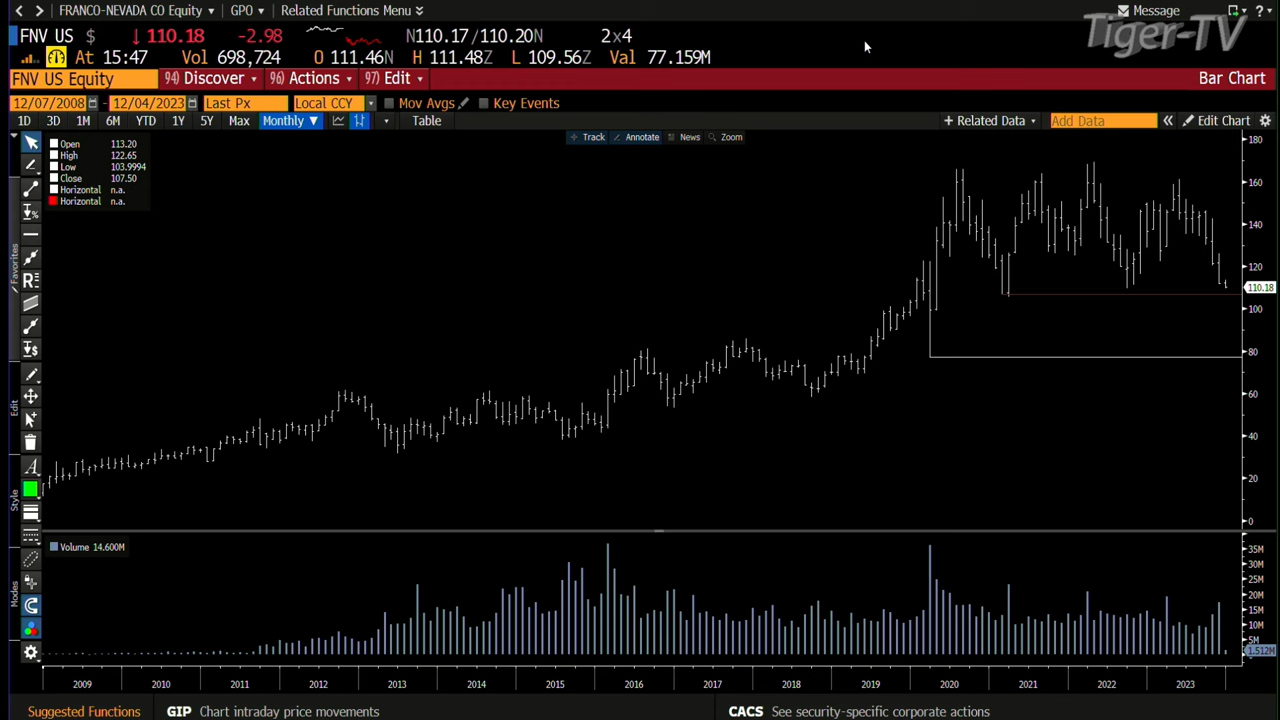 FRANCO-NEVADA CO Equity GPO Related Functions Menu Message ?
Tiger-TV
FNV US $ ↓ 110.18 -2.98 N110.17/110.20N 2x4
At 15:47 Vol 698,724 O 111.46N H 111.48Z L 109.56Z Val 77.159M
FNV US Equity 94) Discover 96) Actions 97) Edit Bar Chart
12/07/2008 - 12/04/2023 Last Px Local CCY Mov Avgs Key Events
1D 3D 1M 6M YTD 1Y 5Y Max Monthly ▼ Table + Related Data Add Data « Edit Chart
Track Annotate News Zoom
Open 113.20
High 122.65
Low 103.9994
Close 107.50
Horizontal n.a.
Horizontal n.a.
180
160
140
120
110.18
100
80
60
40
20
0
Favorites
Edit
Style
Modes
Volume 14.600M
35M
30M
25M
20M
15M
10M
5M
1.512M
2009 2010 2011 2012 2013 2014 2015 2016 2017 2018 2019 2020 2021 2022 2023
Suggested Functions GIP Chart intraday price movements CACS See security-specific corporate actions